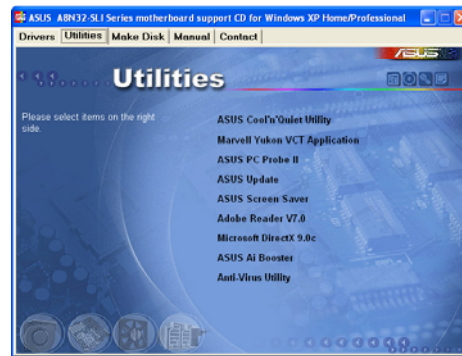 ASUS A8N32-SLI Series motherboard support CD for Windows XP Home/Professional
Drivers Utilities Make Disk Manual Contact
ASUS
Utilities
Please select items on the right side.
ASUS Cool'n'Quiet Utility
Marvell Yukon VCT Application
ASUS PC Probe II
ASUS Update
ASUS Screen Saver
Adobe Reader V7.0
Microsoft DirectX 9.0c
ASUS Ai Booster
Anti-Virus Utility